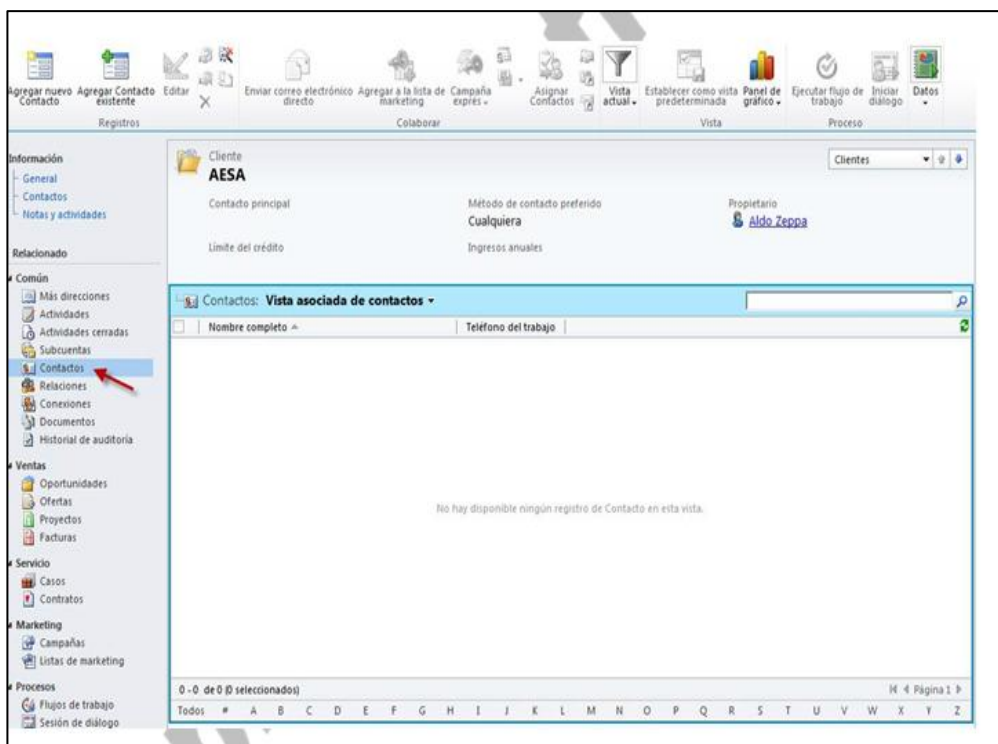 Agregar nuevo Contacto
Agregar Contacto existente
Editar
Enviar correo electrónico directo
Agregar a la lista de marketing
Campaña exprés
Asignar Contactos
Vista actual
Establecer como vista predeterminada
Panel de gráfico
Ejecutar flujo de trabajo
Iniciar diálogo
Datos
Registros
Colaborar
Vista
Proceso
Información
General
Contactos
Notas y actividades
Relacionado
Común
Más direcciones
Actividades
Actividades cerradas
Subcuentas
Contactos
Relaciones
Conexiones
Documentos
Historial de auditoría
Ventas
Oportunidades
Ofertas
Proyectos
Facturas
Servicio
Casos
Contratos
Marketing
Campañas
Listas de marketing
Procesos
Flujos de trabajo
Sesión de diálogo
Cliente
AESA
Clientes
Contacto principal
Método de contacto preferido
Cualquiera
Propietario
Aldo Zeppa
Límite del crédito
Ingresos anuales
Contactos: Vista asociada de contactos
Nombre completo
Teléfono del trabajo
No hay disponible ningún registro de Contacto en esta vista.
0 - 0 de 0 (0 seleccionados)
Página 1
Todos # A B C D E F G H I J K L M N O P Q R S T U V W X Y Z